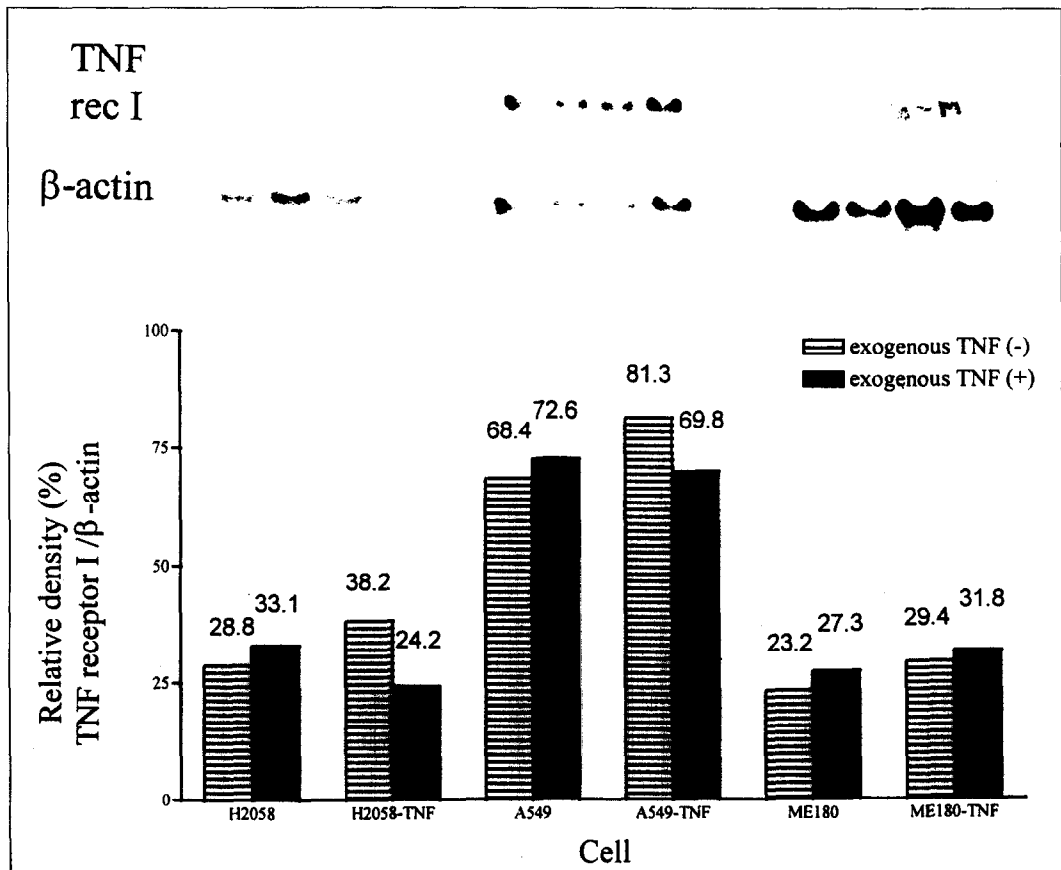 TNF
rec I
β-actin
100
75
50
25
0
Relative density (%)
TNF receptor I /β-actin
exogenous TNF (-)
exogenous TNF (+)
28.8
33.1
38.2
24.2
68.4
72.6
81.3
69.8
23.2
27.3
29.4
31.8
H2058
H2058-TNF
A549
A549-TNF
ME180
ME180-TNF
Cell